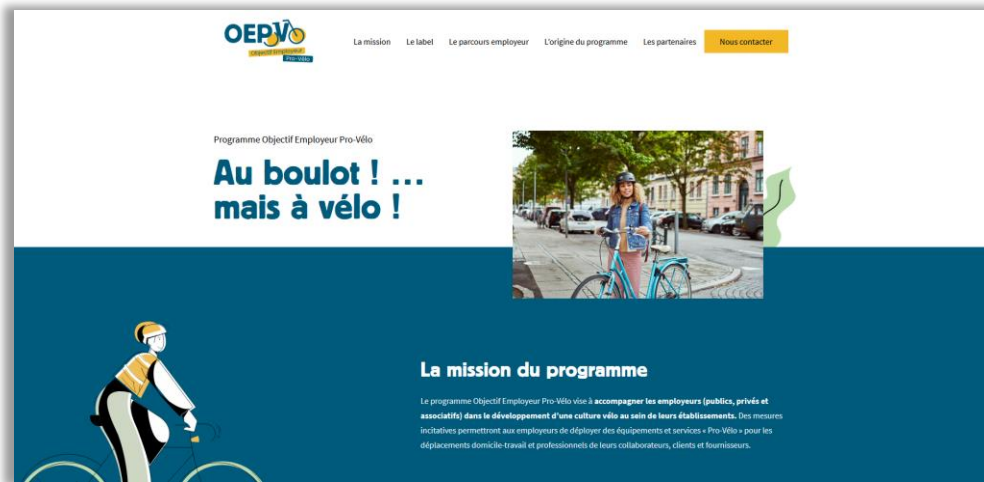 OEPV
Objectif Employeur
Pro-Vélo
La mission Le label Le parcours employeur L'origine du programme Les partenaires Nous contacter
Programme Objectif Employeur Pro-Vélo
Au boulot ! ...
mais à vélo !
La mission du programme
Le programme Objectif Employeur Pro-Vélo vise à accompagner les employeurs (publics, privés et
associatifs) dans le développement d'une culture vélo au sein de leurs établissements. Des mesures
incitatives permettront aux employeurs de déployer des équipements et services « Pro-Vélo » pour les
déplacements domicile-travail et professionnels de leurs collaborateurs, clients et fournisseurs.